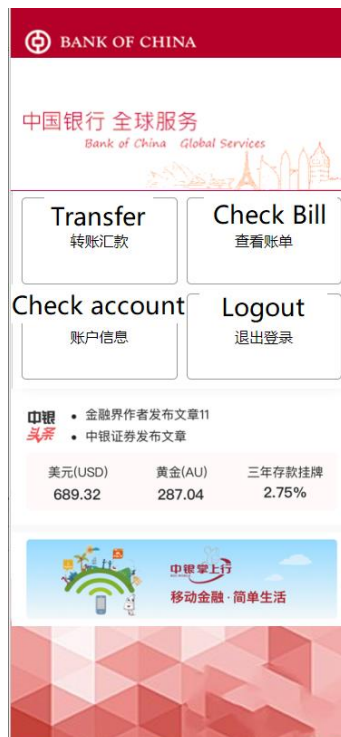 BANK OF CHINA
中国银行 全球服务
Bank of China Global Services
Transfer
转账汇款
Check Bill
查看账单
Check account
账户信息
Logout
退出登录
中银
头条
• 金融界作者发布文章11
• 中银证券发布文章
美元(USD) 黄金(AU) 三年存款挂牌
689.32 287.04 2.75%
中银掌上行
移动金融·简单生活